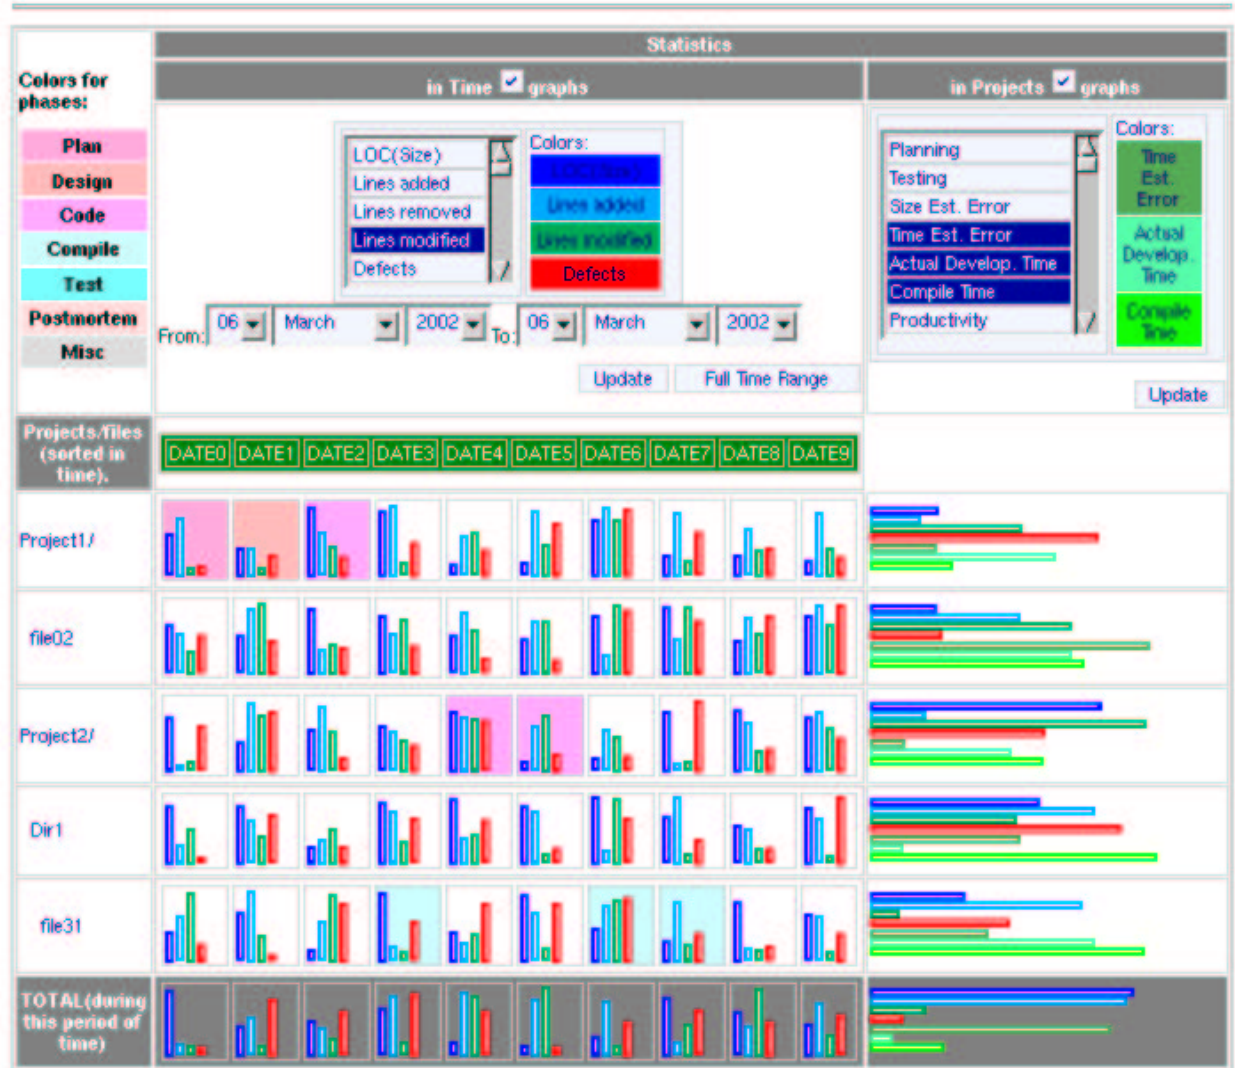 Statistics
Colors for
phases:
in Time graphs
in Projects graphs
Plan
Design
Code
Compile
Test
Postmortem
Misc
LOC(Size)
Lines added
Lines removed
Lines modified
Defects
Colors:
LOC(Size)
Lines added
Lines modified
Defects
From: 06 March 2002 To: 06 March 2002
Update Full Time Range
Planning
Testing
Size Est. Error
Time Est. Error
Actual Develop. Time
Compile Time
Productivity
Colors:
Time
Est.
Error
Actual
Develop.
Time
Compile
Time
Update
Projects/files
(sorted in
time).
DATE0 DATE1 DATE2 DATE3 DATE4 DATE5 DATE6 DATE7 DATE8 DATE9
Project1/
file02
Project2/
Dir1
file31
TOTAL(during
this period of
time)